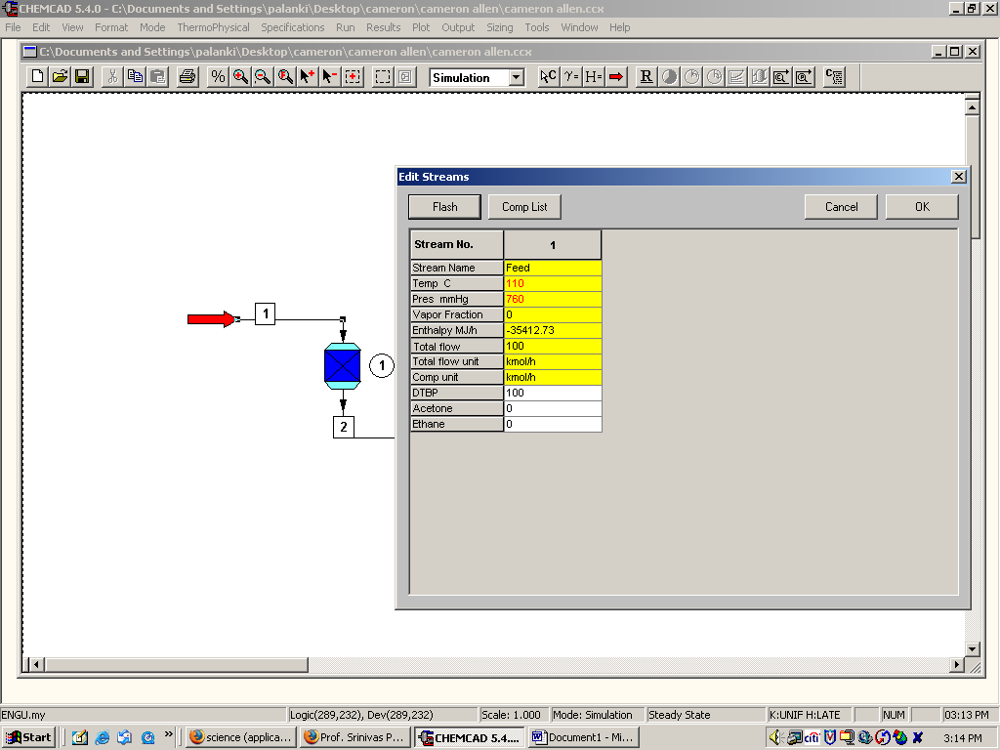 CHEMCAD 5.4.0 - C:\Documents and Settings\palanki\Desktop\cameron\cameron allen\cameron allen.ccx
File Edit View Format Mode ThermoPhysical Specifications Run Results Plot Output Sizing Tools Window Help
C:\Documents and Settings\palanki\Desktop\cameron\cameron allen\cameron allen.ccx
% Simulation C γ= H= R C
Edit Streams
Flash Comp List Cancel OK
Stream No. 1
Stream Name Feed
Temp C 110
Pres mmHg 760
Vapor Fraction 0
Enthalpy MJ/h -35412.73
Total flow 100
Total flow unit kmol/h
Comp unit kmol/h
DTBP 100
Acetone 0
Ethane 0
1
1
2
ENGU.my Logic(289,232), Dev(289,232) Scale: 1.000 Mode: Simulation Steady State K:UNIF H:LATE NUM 03:13 PM
Start » science (applica... Prof. Srinivas P... CHEMCAD 5.4.... Document1 - Mi... citi 3:14 PM